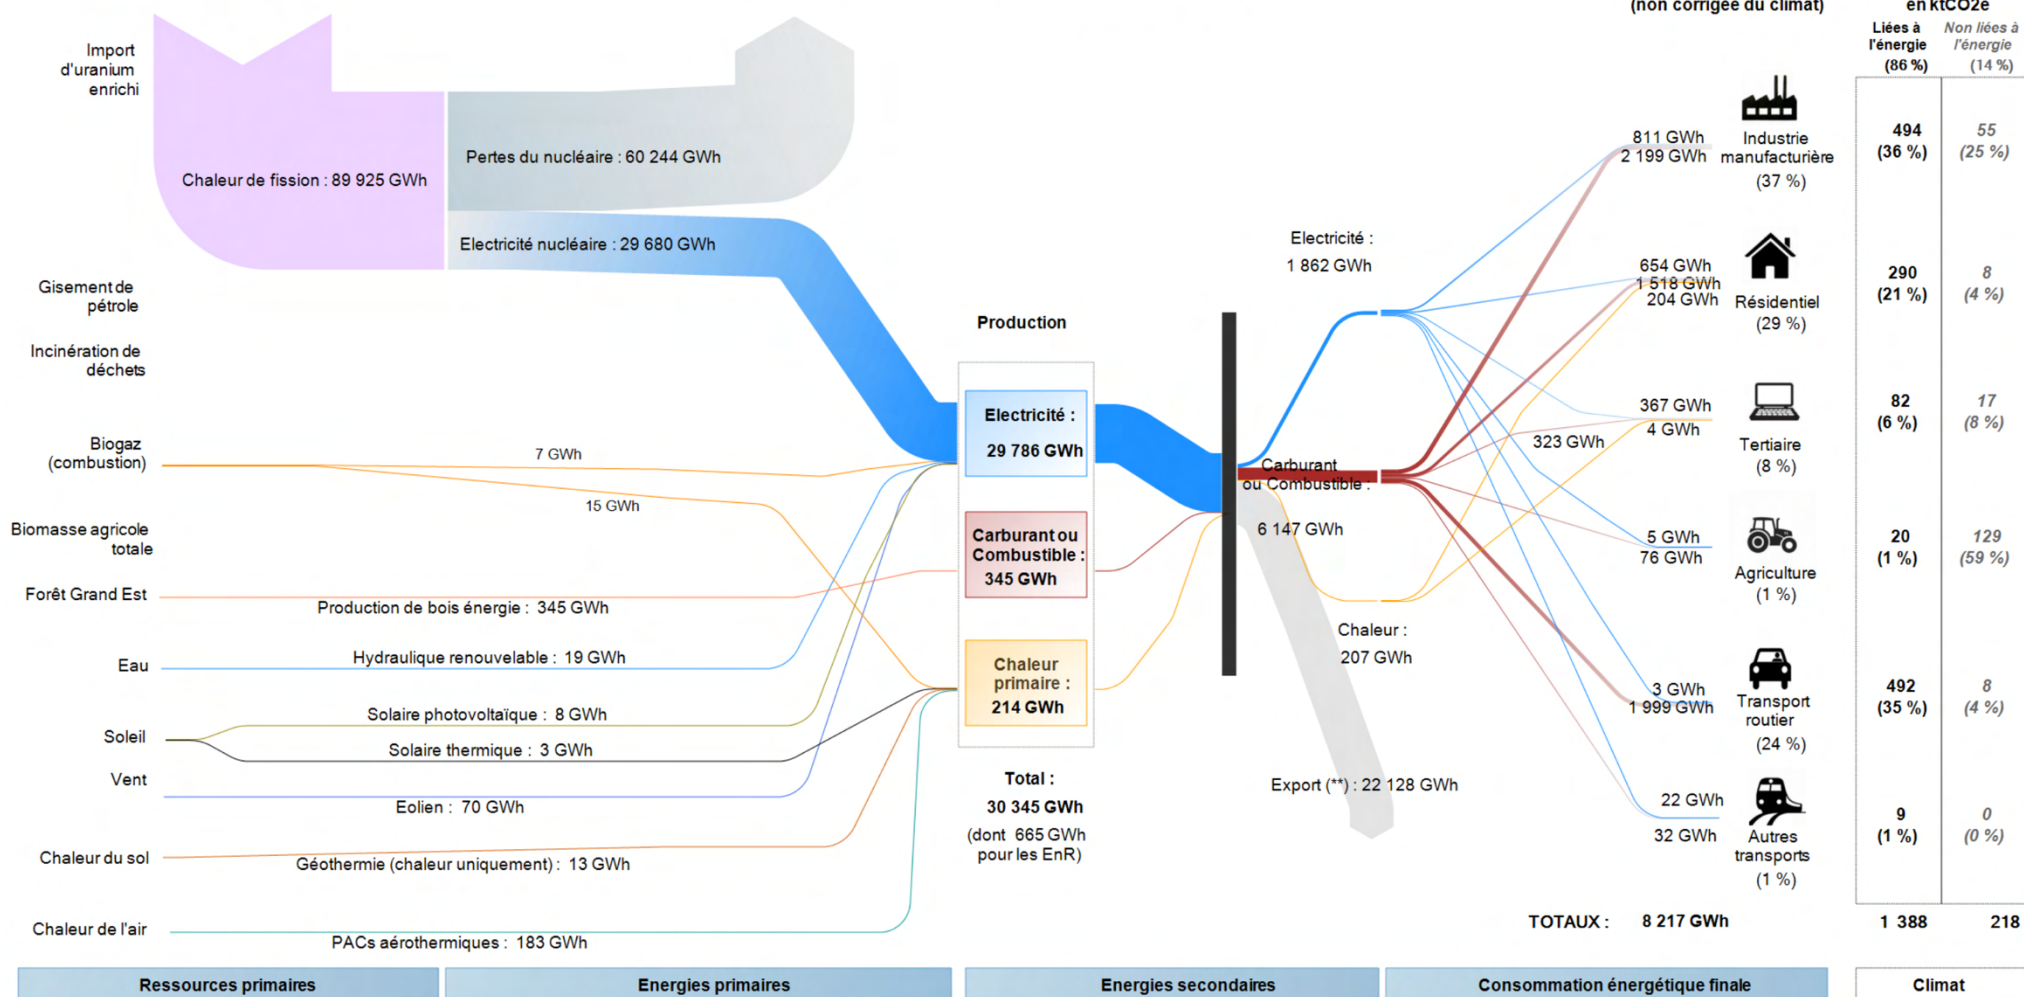 (non corrigée du climat)
en ktCO2e
Liées à
l'énergie
(86 %)
Non liées à
l'énergie
(14 %)
Import
d'uranium
enrichi
Chaleur de fission : 89 925 GWh
Pertes du nucléaire : 60 244 GWh
Electricité nucléaire : 29 680 GWh
Gisement de
pétrole
Incinération de
déchets
Biogaz
(combustion)
7 GWh
15 GWh
Biomasse agricole
totale
Forêt Grand Est
Production de bois énergie : 345 GWh
Eau
Hydraulique renouvelable : 19 GWh
Solaire photovoltaïque : 8 GWh
Soleil
Solaire thermique : 3 GWh
Vent
Eolien : 70 GWh
Chaleur du sol
Géothermie (chaleur uniquement) : 13 GWh
Chaleur de l'air
PACs aérothermiques : 183 GWh
Production
Electricité :
29 786 GWh
Carburant ou
Combustible :
345 GWh
Chaleur
primaire :
214 GWh
Total :
30 345 GWh
(dont 665 GWh
pour les EnR)
Electricité :
1 862 GWh
Carburant
ou Combustible :
6 147 GWh
Chaleur :
207 GWh
Export (**) : 22 128 GWh
811 GWh
2 199 GWh
Industrie
manufacturière
(37 %)
494
(36 %)
55
(25 %)
654 GWh
1 518 GWh
204 GWh
Résidentiel
(29 %)
290
(21 %)
8
(4 %)
367 GWh
323 GWh
4 GWh
Tertiaire
(8 %)
82
(6 %)
17
(8 %)
5 GWh
76 GWh
Agriculture
(1 %)
20
(1 %)
129
(59 %)
3 GWh
1 999 GWh
Transport
routier
(24 %)
492
(35 %)
8
(4 %)
22 GWh
32 GWh
Autres
transports
(1 %)
9
(1 %)
0
(0 %)
TOTAUX : 8 217 GWh
1 388
218
Ressources primaires
Energies primaires
Energies secondaires
Consommation énergétique finale
Climat